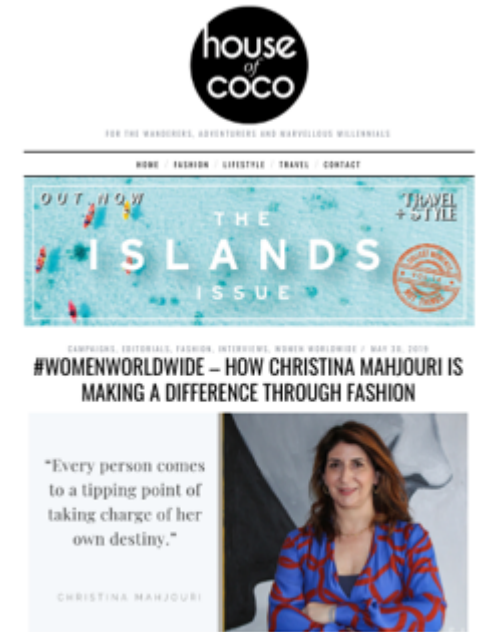 house
of
coco
FOR THE WANDERERS, ADVENTURERS AND MARVELLOUS MILLENNIALS
HOME / FASHION / LIFESTYLE / TRAVEL / CONTACT
OUT NOW
TRAVEL
+ STYLE
THE
ISLANDS
ISSUE
CAMPAIGNS, EDITORIALS, FASHION, INTERVIEWS, WOMEN WORLDWIDE / MAY 30, 2019
#WOMENWORLDWIDE – HOW CHRISTINA MAHJOURI IS
MAKING A DIFFERENCE THROUGH FASHION
“Every person comes
to a tipping point of
taking charge of her
own destiny.”
CHRISTINA MAHJOURI